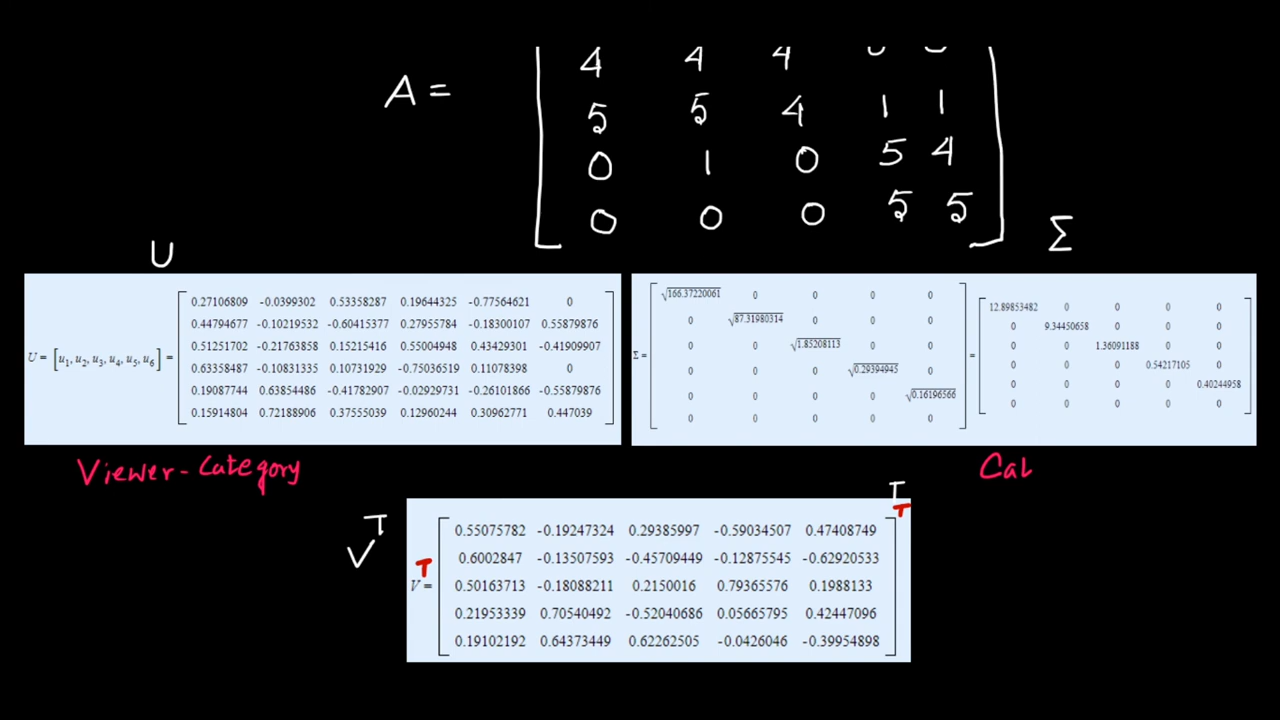 4 4 4
A =
5 5 4 1 1
0 1 0 5 4
0 0 0 5 5
U
Σ
U = [u1, u2, u3, u4, u5, u6] =
0.27106809 -0.0399302 0.53358287 0.19644325 -0.77564621 0
0.44794677 -0.10219532 -0.60415377 0.27955784 -0.18300107 0.55879876
0.51251702 -0.21763858 0.15215416 0.55004948 0.43429301 -0.41909907
0.63358487 -0.10831335 0.10731929 -0.75036519 0.11078398 0
0.19087744 0.63854486 -0.41782907 -0.02929731 -0.26101866 -0.55879876
0.15914804 0.72188906 0.37555039 0.12960244 0.30962771 0.447039
Σ =
√166.37220061 0 0 0 0
0 √87.31980314 0 0 0
0 0 √1.85208113 0 0
0 0 0 √0.29394945 0
0 0 0 0 √0.16196566
0 0 0 0 0
=
12.89853482 0 0 0 0
0 9.34450658 0 0 0
0 0 1.36091188 0 0
0 0 0 0.54217105 0
0 0 0 0 0.40244958
0 0 0 0 0
Viewer-Category
Cat
V^T
V^T =
0.55075782 -0.19247324 0.29385997 -0.59034507 0.47408749
0.6002847 -0.13507593 -0.45709449 -0.12875545 -0.62920533
0.50163713 -0.18088211 0.2150016 0.79365576 0.1988133
0.21953339 0.70540492 -0.52040686 0.05665795 0.42447096
0.19102192 0.64373449 0.62262505 -0.0426046 -0.39954898
T
T